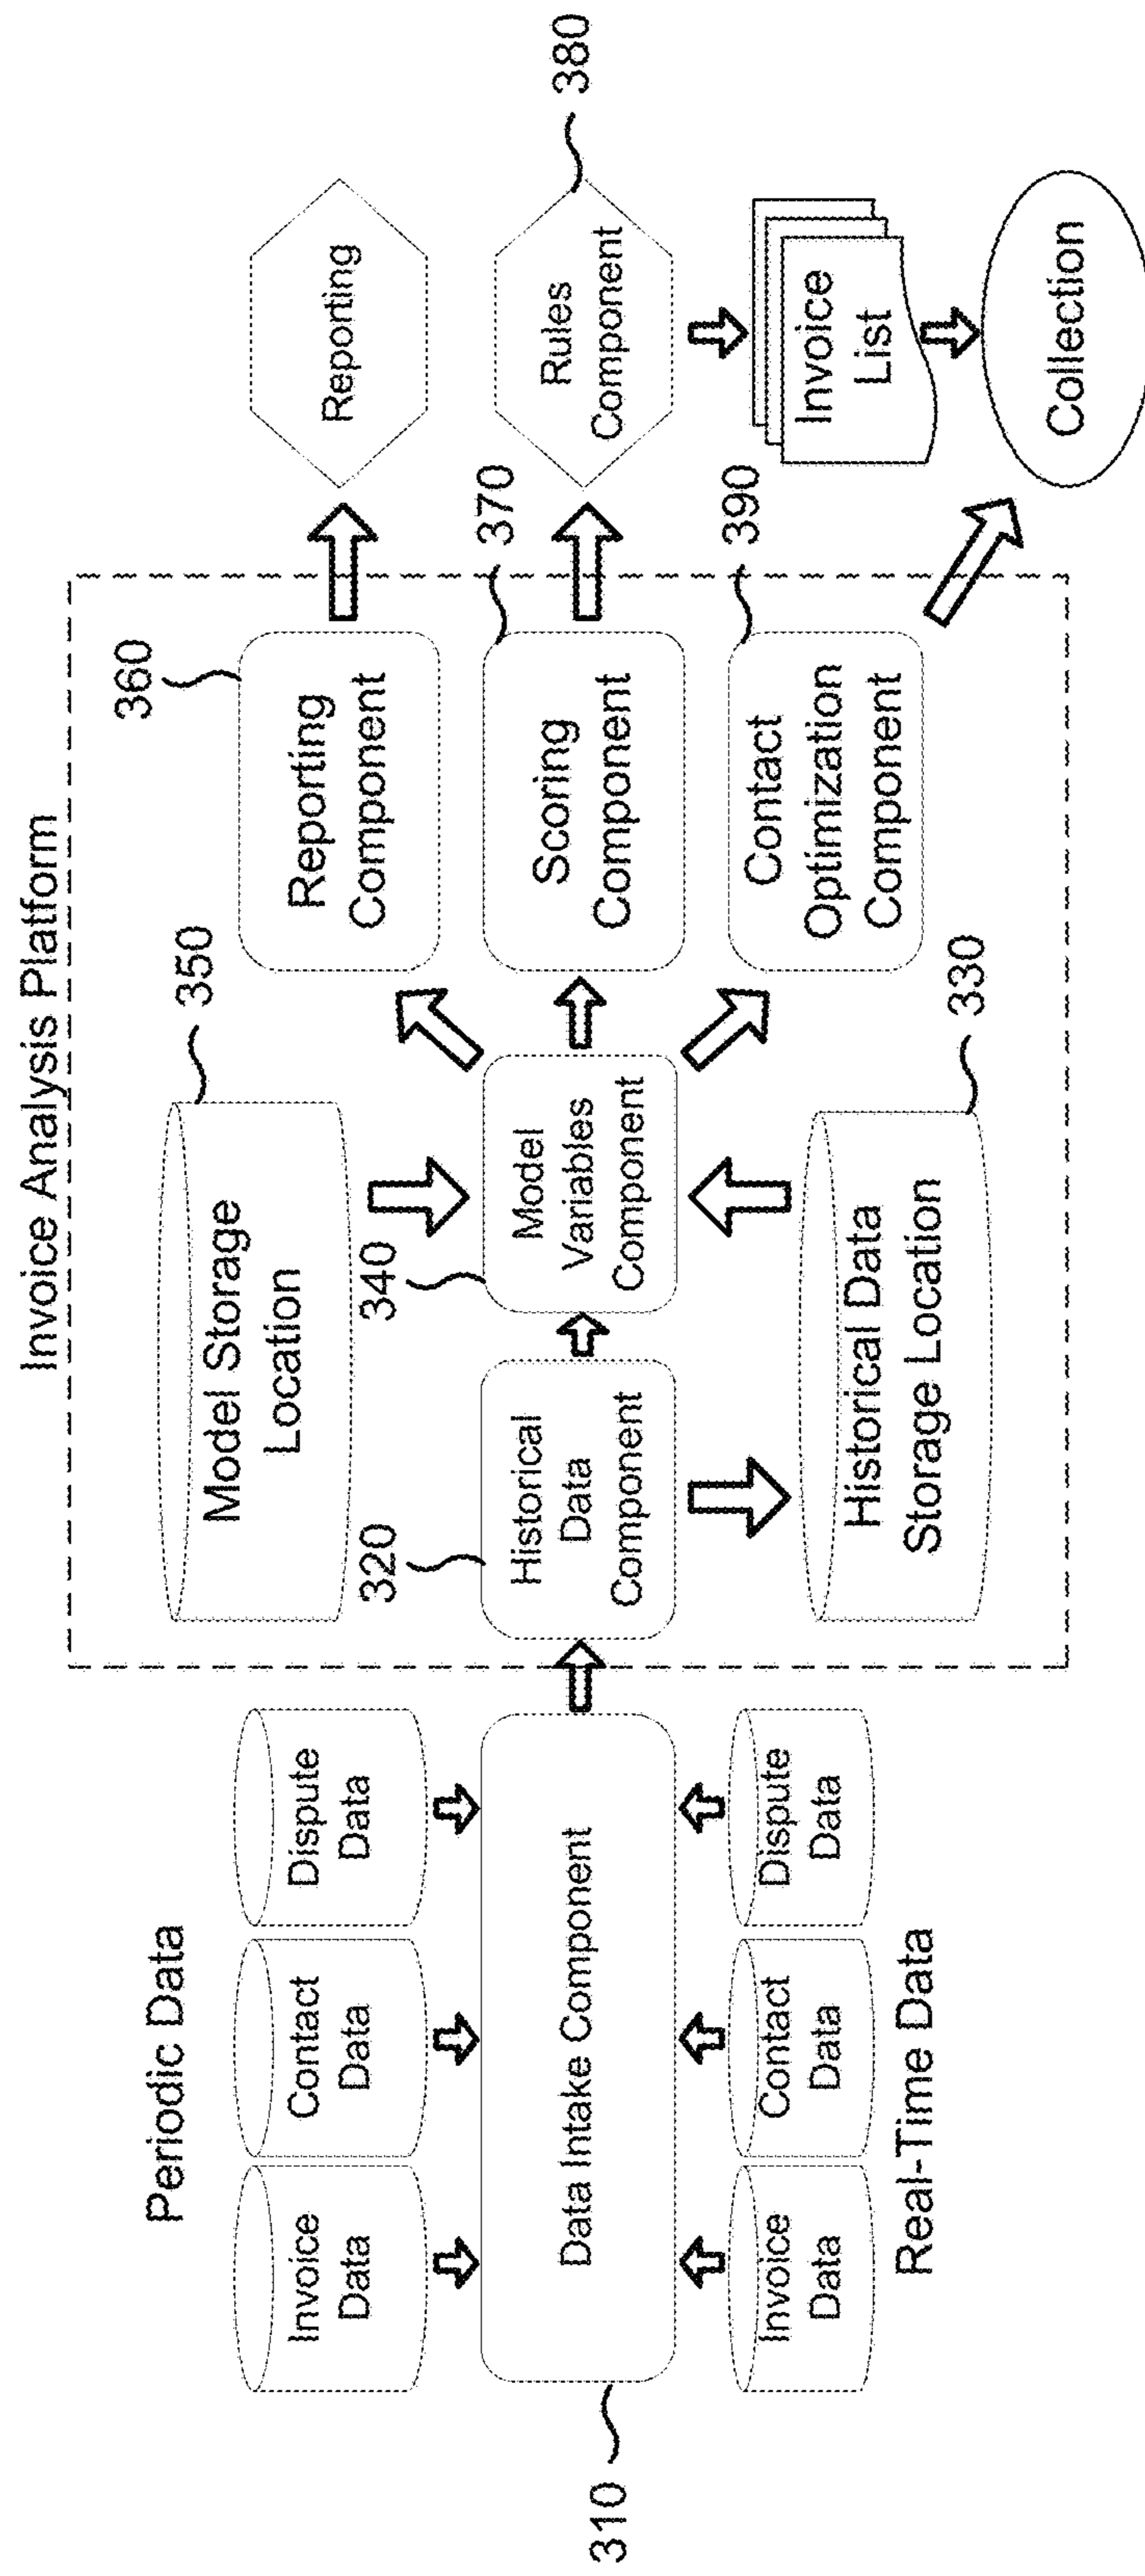 Invoice Analysis Platform
Periodic Data
Invoice
Data
Contact
Data
Dispute
Data
310
Data Intake Component
Invoice
Data
Contact
Data
Dispute
Data
Real-Time Data
350
Model Storage
Location
320
Historical
Data
Component
340
Model
Variables
Component
330
Historical Data
Storage Location
360
Reporting
Component
370
Scoring
Component
390
Contact
Optimization
Component
Reporting
380
Rules
Component
Invoice
List
Collection